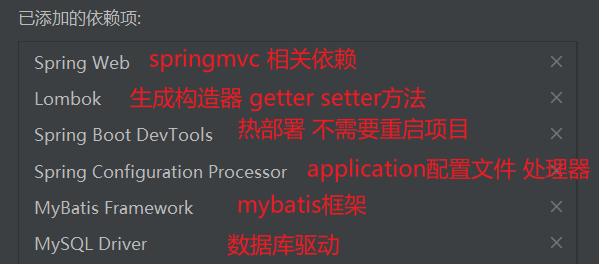 已添加的依赖项:
Spring Web springmvc 相关依赖
Lombok 生成构造器 getter setter方法
Spring Boot DevTools 热部署 不需要重启项目
Spring Configuration Processor application配置文件 处理器
MyBatis Framework mybatis框架
MySQL Driver 数据库驱动